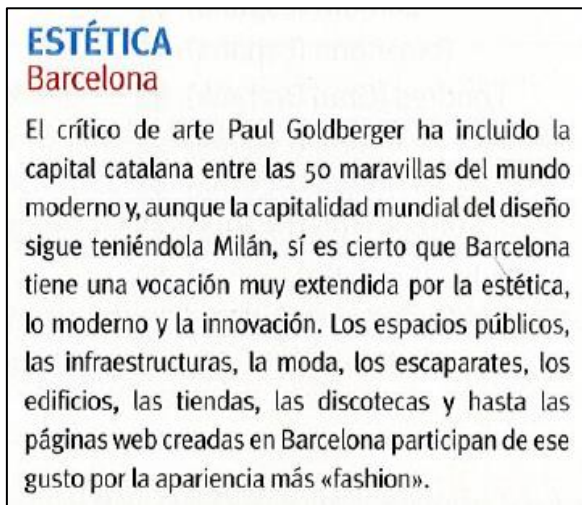 ESTÉTICA
Barcelona
El crítico de arte Paul Goldberger ha incluido la
capital catalana entre las 50 maravillas del mundo
moderno y, aunque la capitalidad mundial del diseño
sigue teniéndola Milán, sí es cierto que Barcelona
tiene una vocación muy extendida por la estética,
lo moderno y la innovación. Los espacios públicos,
las infraestructuras, la moda, los escaparates, los
edificios, las tiendas, las discotecas y hasta las
páginas web creadas en Barcelona participan de ese
gusto por la apariencia más «fashion».